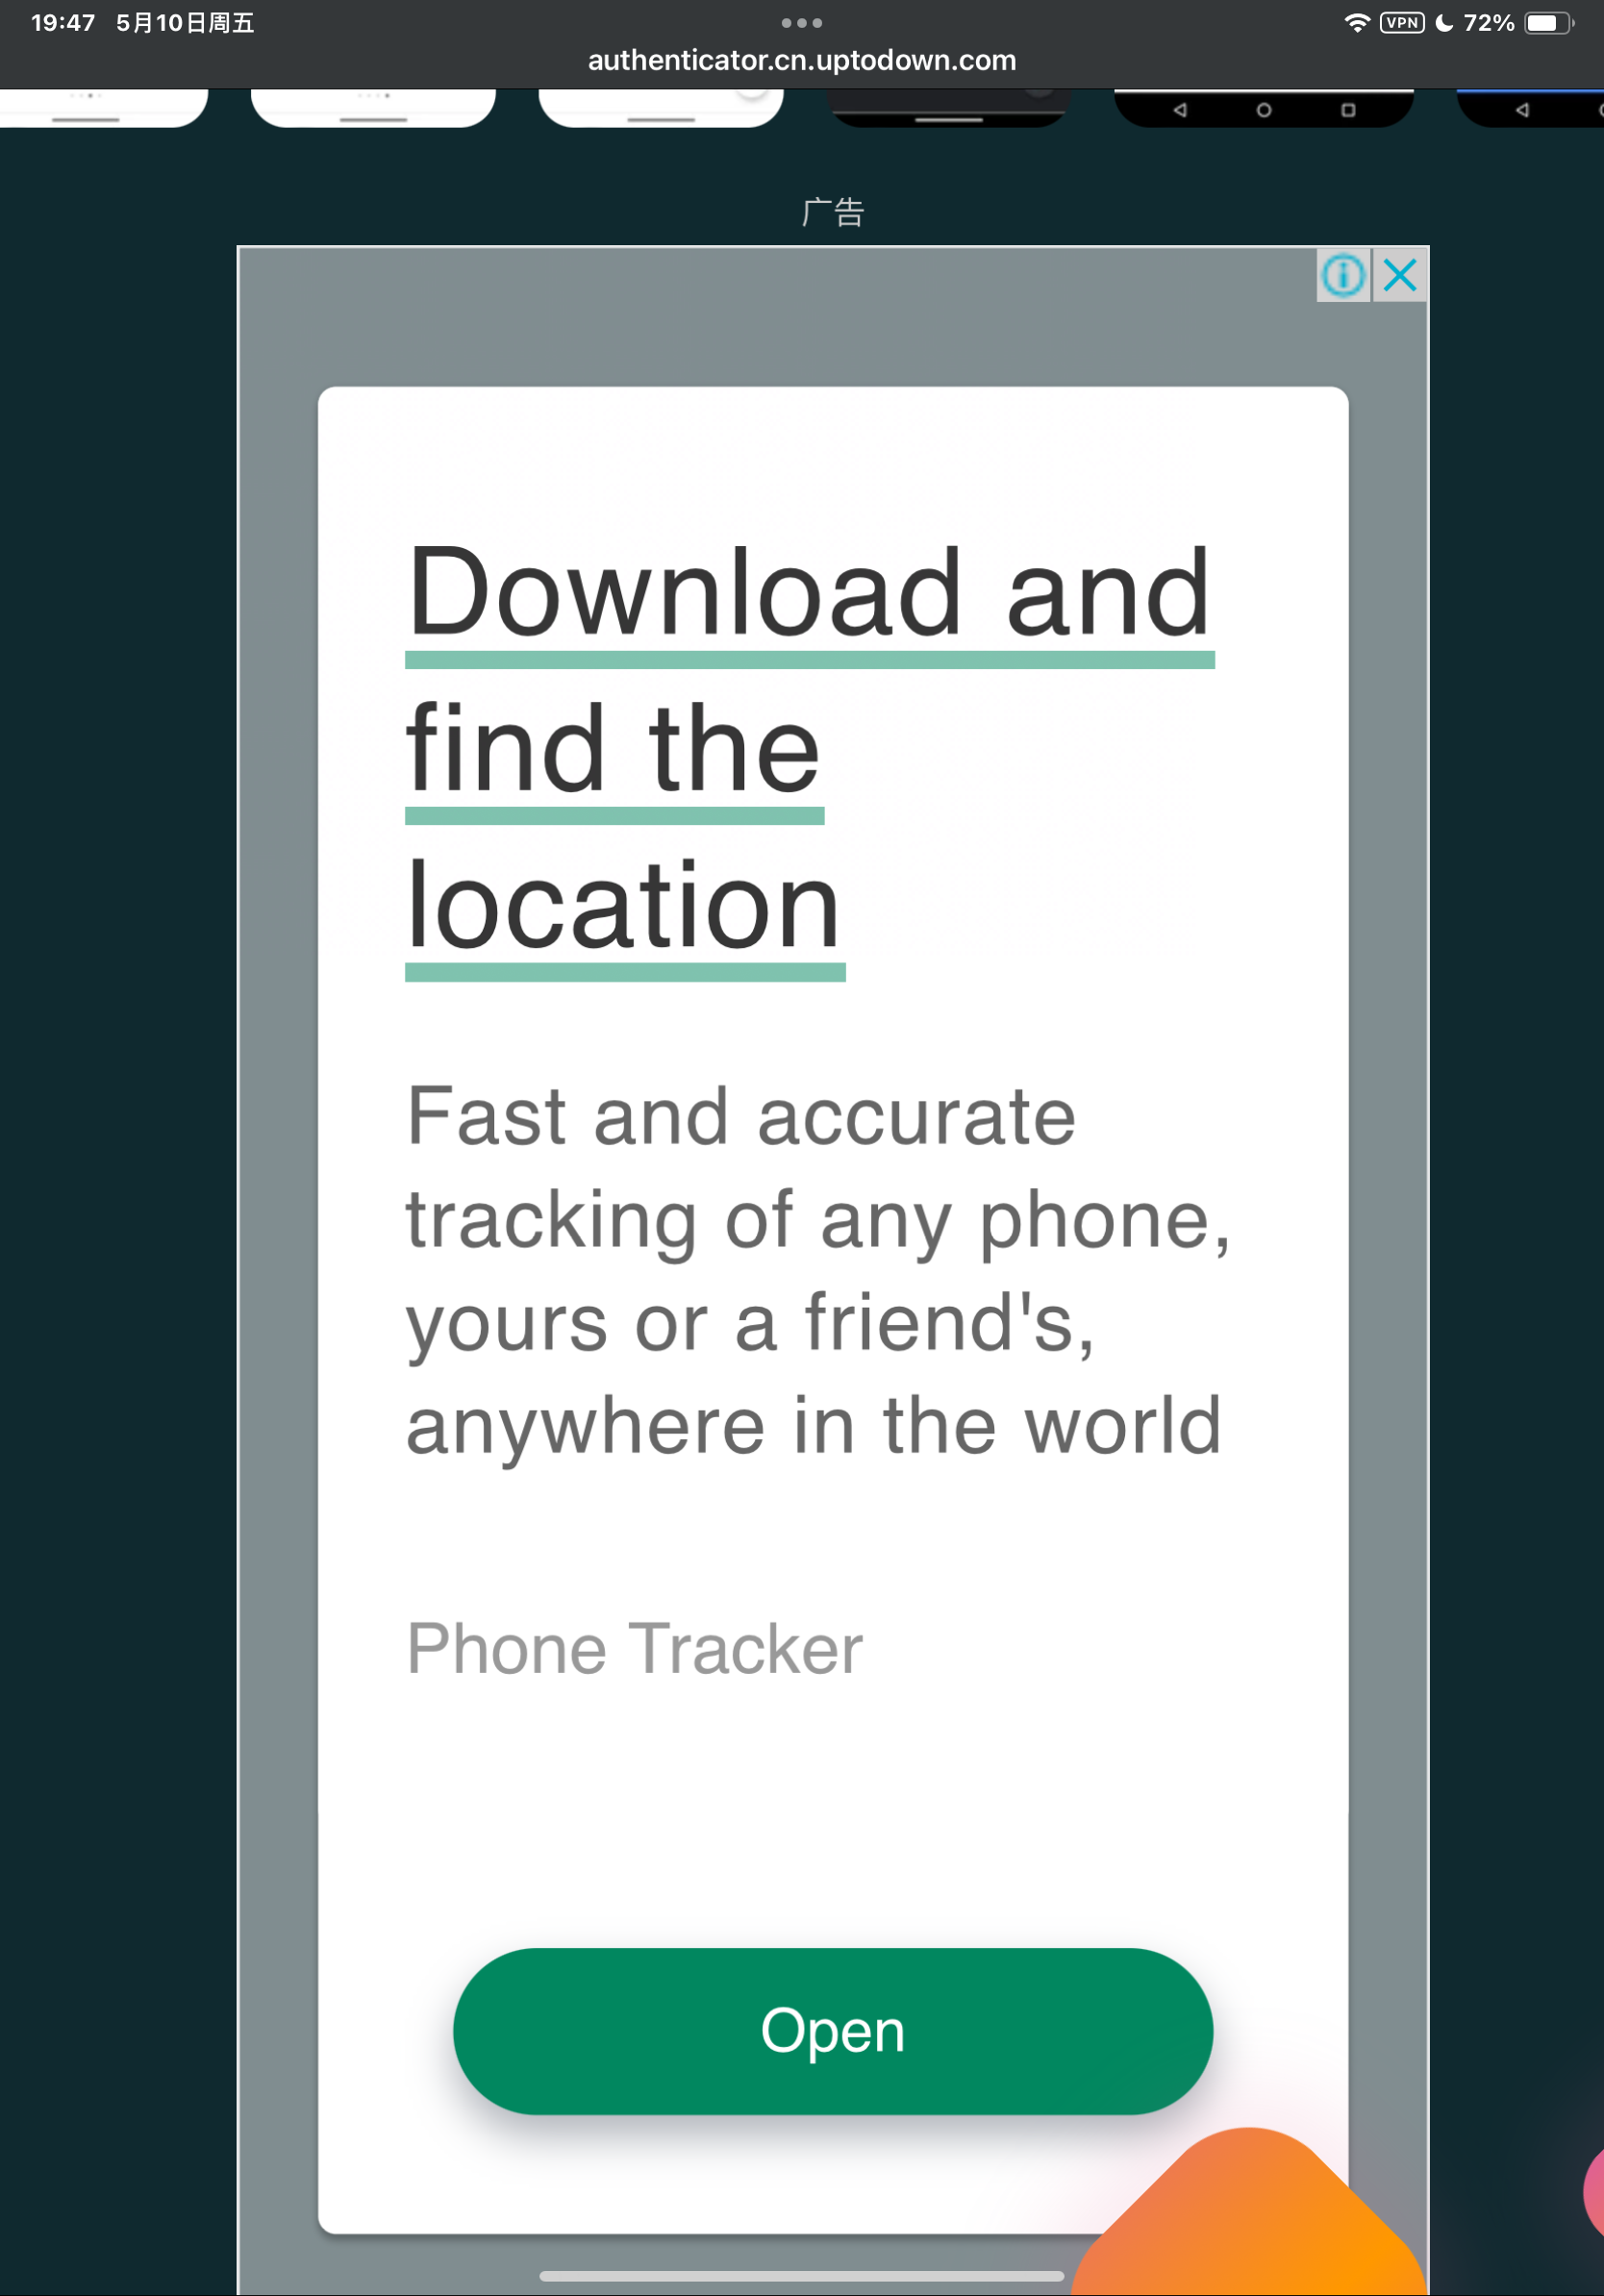 19:47 5月10日周五
VPN 72%
authenticator.cn.uptodown.com
广告
Download and
find the
location
Fast and accurate
tracking of any phone,
yours or a friend's,
anywhere in the world
Phone Tracker
Open